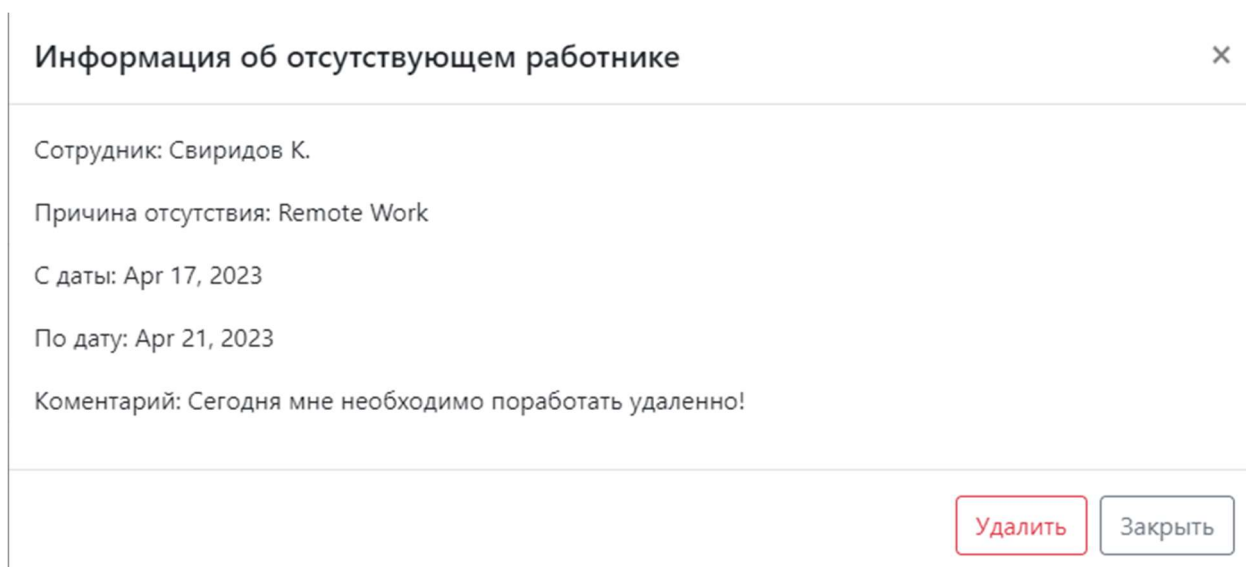 Информация об отсутствующем работнике
×
Сотрудник: Свиридов К.
Причина отсутствия: Remote Work
С даты: Apr 17, 2023
По дату: Apr 21, 2023
Коментарий: Сегодня мне необходимо поработать удаленно!
Удалить Закрыть